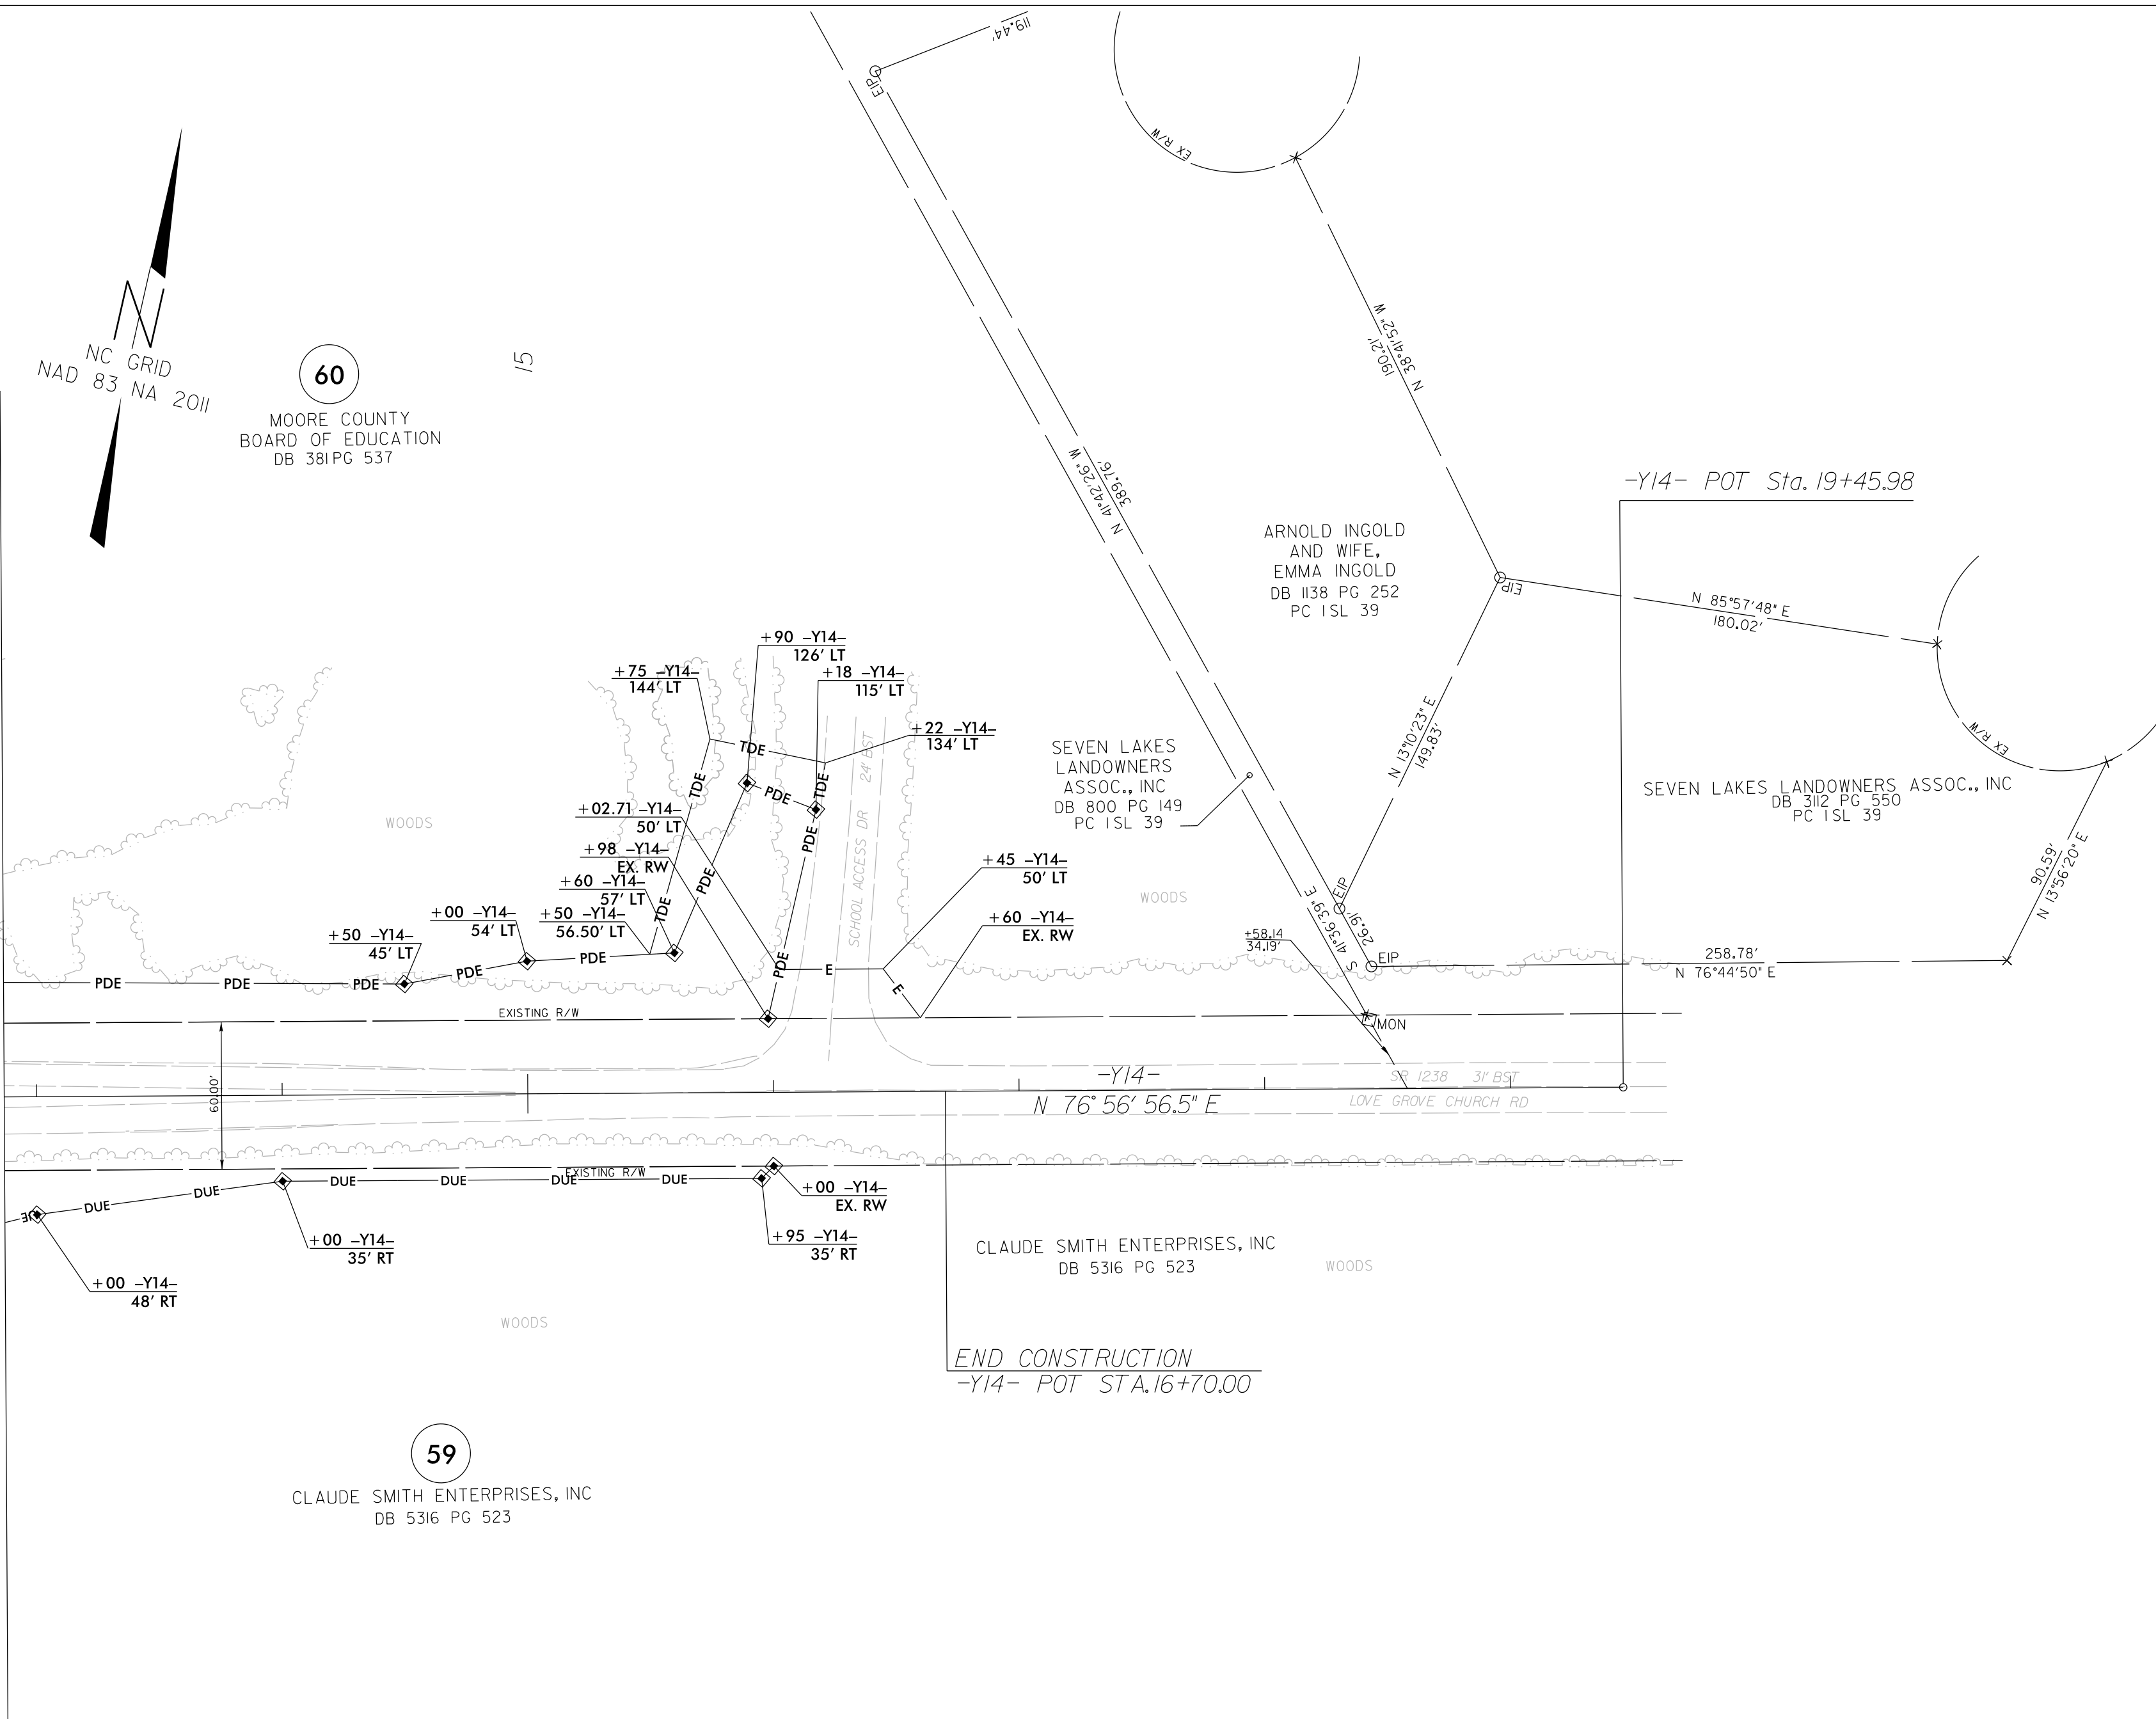 119.44'
EIP
EX R/W
NC GRID
NAD 83 NA 2011
60
MOORE COUNTY
BOARD OF EDUCATION
DB 381 PG 537
15
N 41°42'26" W
389.76'
190.21'
N 38°41'52" W
-Y14- POT Sta. 19+45.98
ARNOLD INGOLD
AND WIFE,
EMMA INGOLD
DB 1138 PG 252
PC 1 SL 39
EIP
N 85°57'48" E
180.02'
EX R/W
+90 -Y14-
126' LT
+75 -Y14-
144' LT
+18 -Y14-
115' LT
+22 -Y14-
134' LT
TDE
TDE
TDE
PDE
PDE
24' BST
SCHOOL ACCESS DR
N 13°10'23" E
149.83'
SEVEN LAKES
LANDOWNERS
ASSOC., INC
DB 800 PG 149
PC 1 SL 39
SEVEN LAKES LANDOWNERS ASSOC., INC
DB 3112 PG 550
PC 1 SL 39
90.59'
N 13°56'20" E
WOODS
+02.71 -Y14-
50' LT
+98 -Y14-
EX. RW
+60 -Y14-
57' LT
+50 -Y14-
56.50' LT
+00 -Y14-
54' LT
+50 -Y14-
45' LT
PDE
TDE
+45 -Y14-
50' LT
+60 -Y14-
EX. RW
WOODS
EIP
26.91'
S 41°36'39" E
+58.14
34.19'
EIP
258.78'
N 76°44'50" E
PDE
PDE
PDE
PDE
PDE
PDE
E
E
EXISTING R/W
MON
60.00'
-Y14-
N 76° 56' 56.5" E
SR 1238 31' BST
LOVE GROVE CHURCH RD
EXISTING R/W
DUE
DUE
DUE
DUE
DUE
DUE
UE
+00 -Y14-
EX. RW
+95 -Y14-
35' RT
+00 -Y14-
35' RT
+00 -Y14-
48' RT
CLAUDE SMITH ENTERPRISES, INC
DB 5316 PG 523
WOODS
WOODS
END CONSTRUCTION
-Y14- POT STA. 16+70.00
59
CLAUDE SMITH ENTERPRISES, INC
DB 5316 PG 523